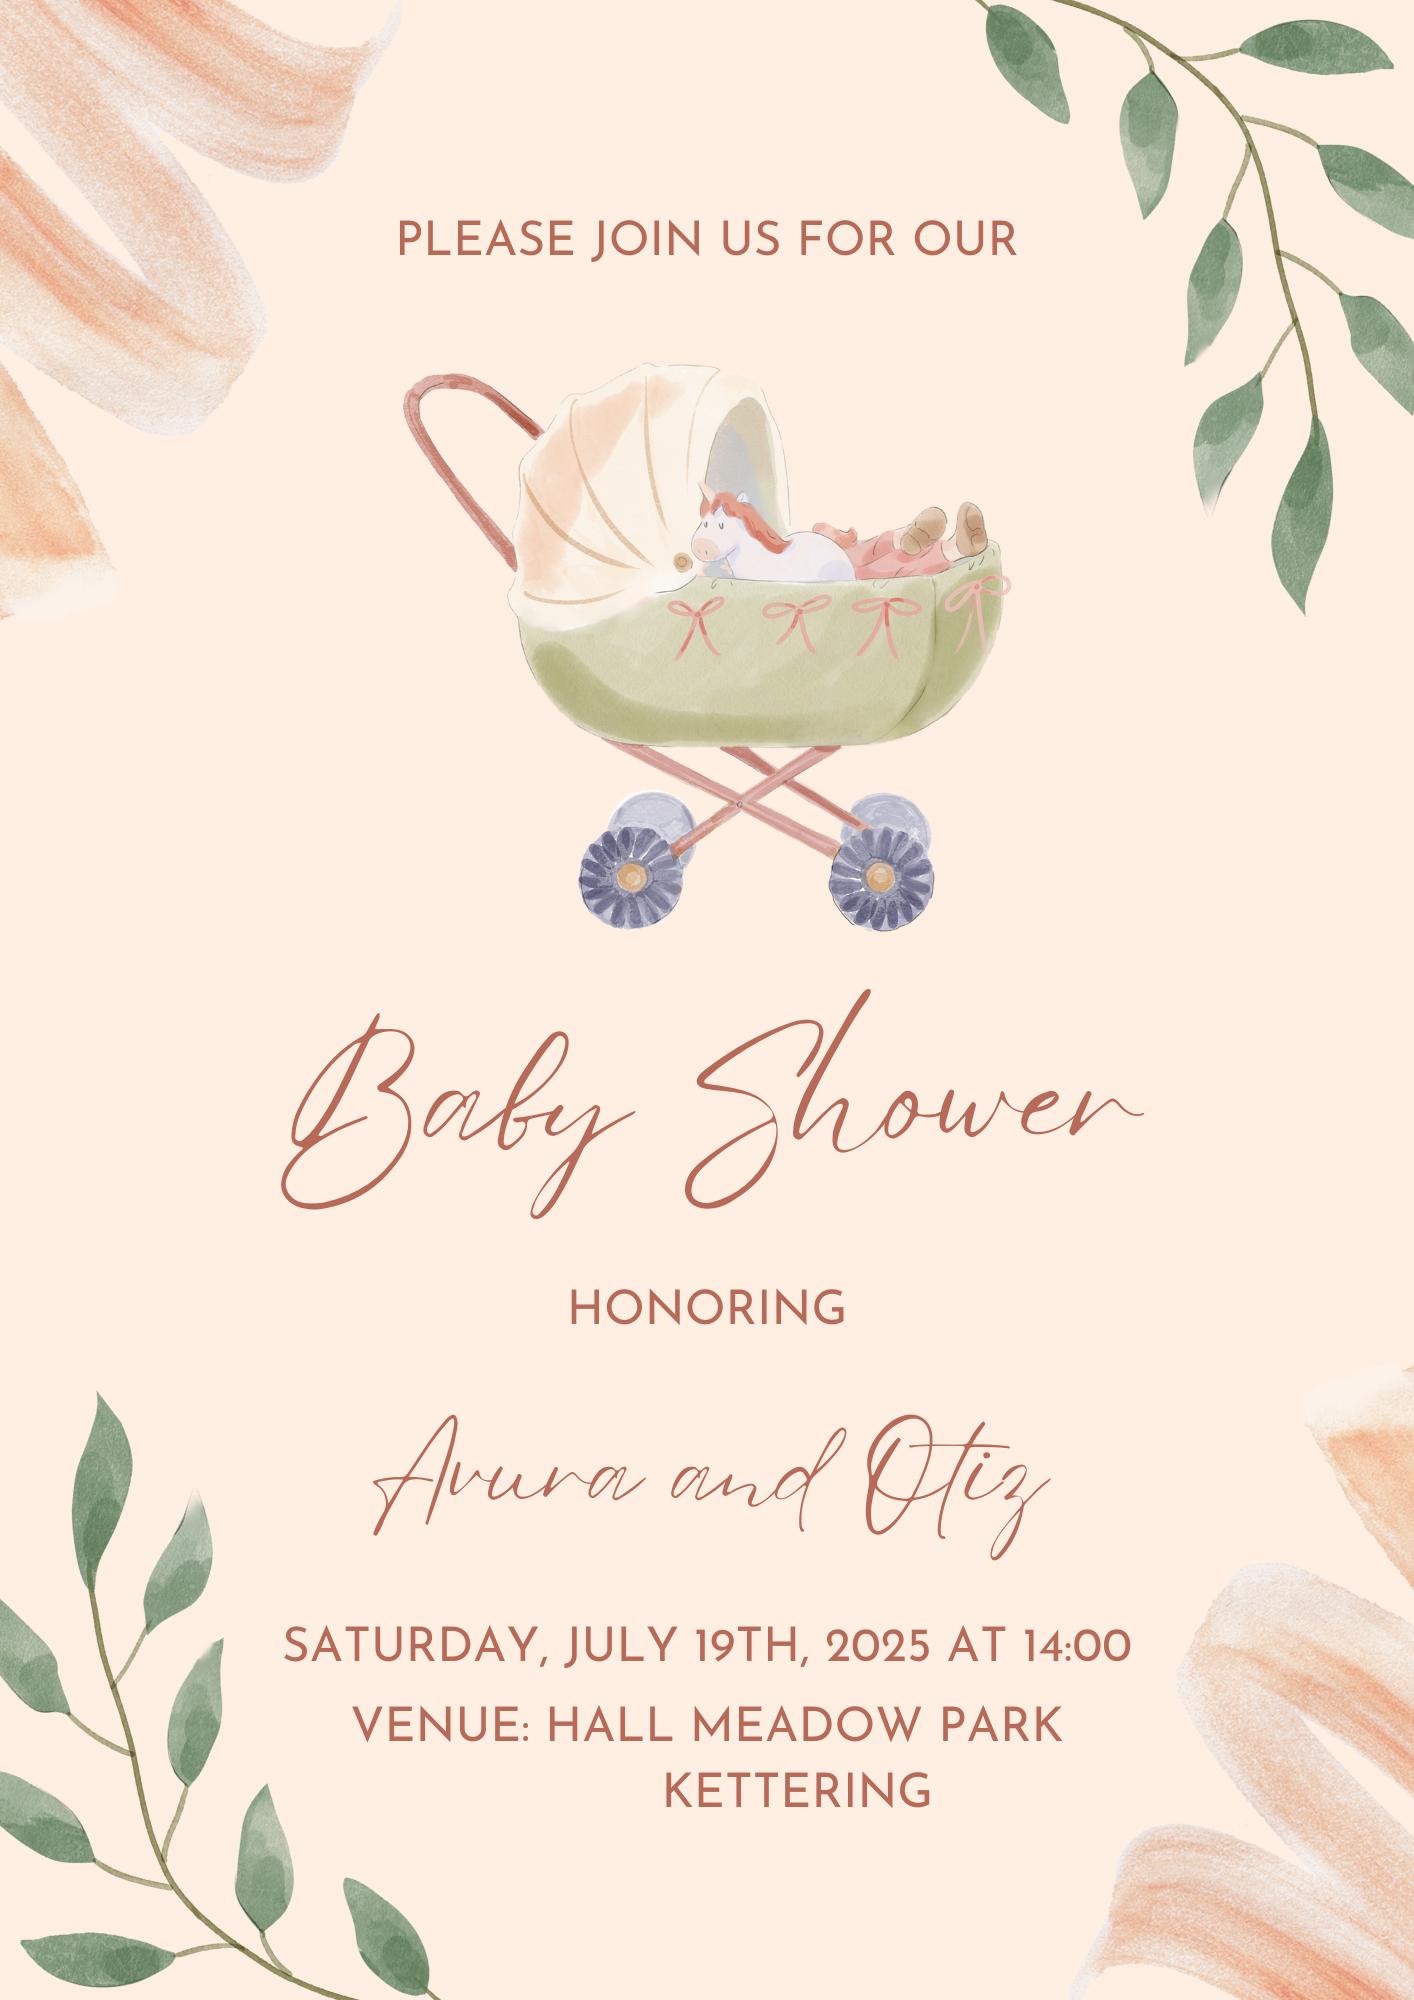 PLEASE JOIN US FOR OUR
Baby Shower
HONORING
Avura and Otiz
SATURDAY, JULY 19TH, 2025 AT 14:00
VENUE: HALL MEADOW PARK
KETTERING